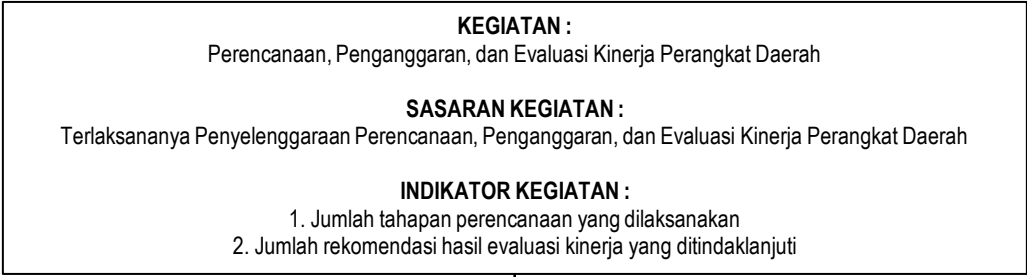 KEGIATAN :
Perencanaan, Penganggaran, dan Evaluasi Kinerja Perangkat Daerah
SASARAN KEGIATAN :
Terlaksananya Penyelenggaraan Perencanaan, Penganggaran, dan Evaluasi Kinerja Perangkat Daerah
INDIKATOR KEGIATAN :
1. Jumlah tahapan perencanaan yang dilaksanakan
2. Jumlah rekomendasi hasil evaluasi kinerja yang ditindaklanjuti